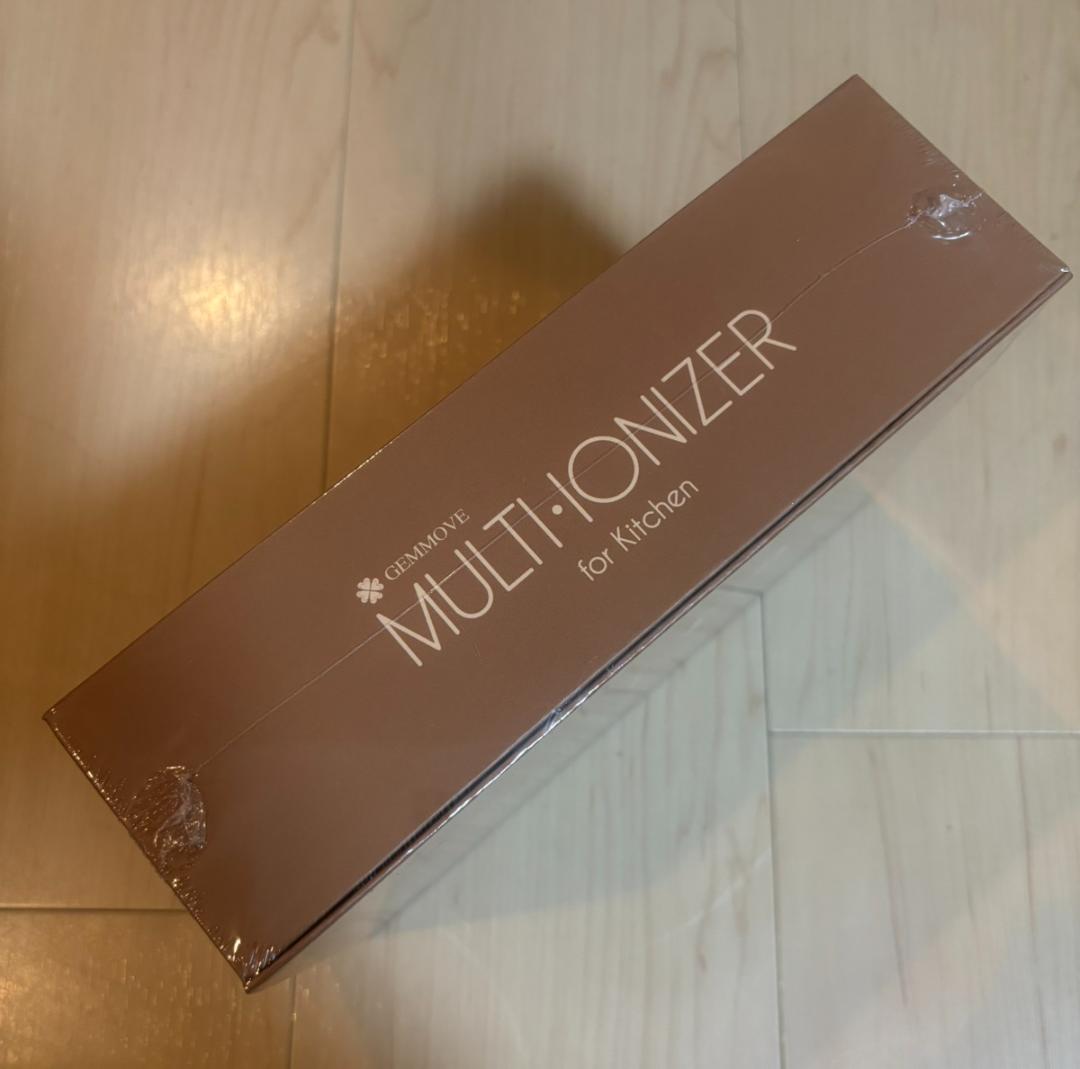 GEMMOVE
MULTI·IONIZER
for Kitchen